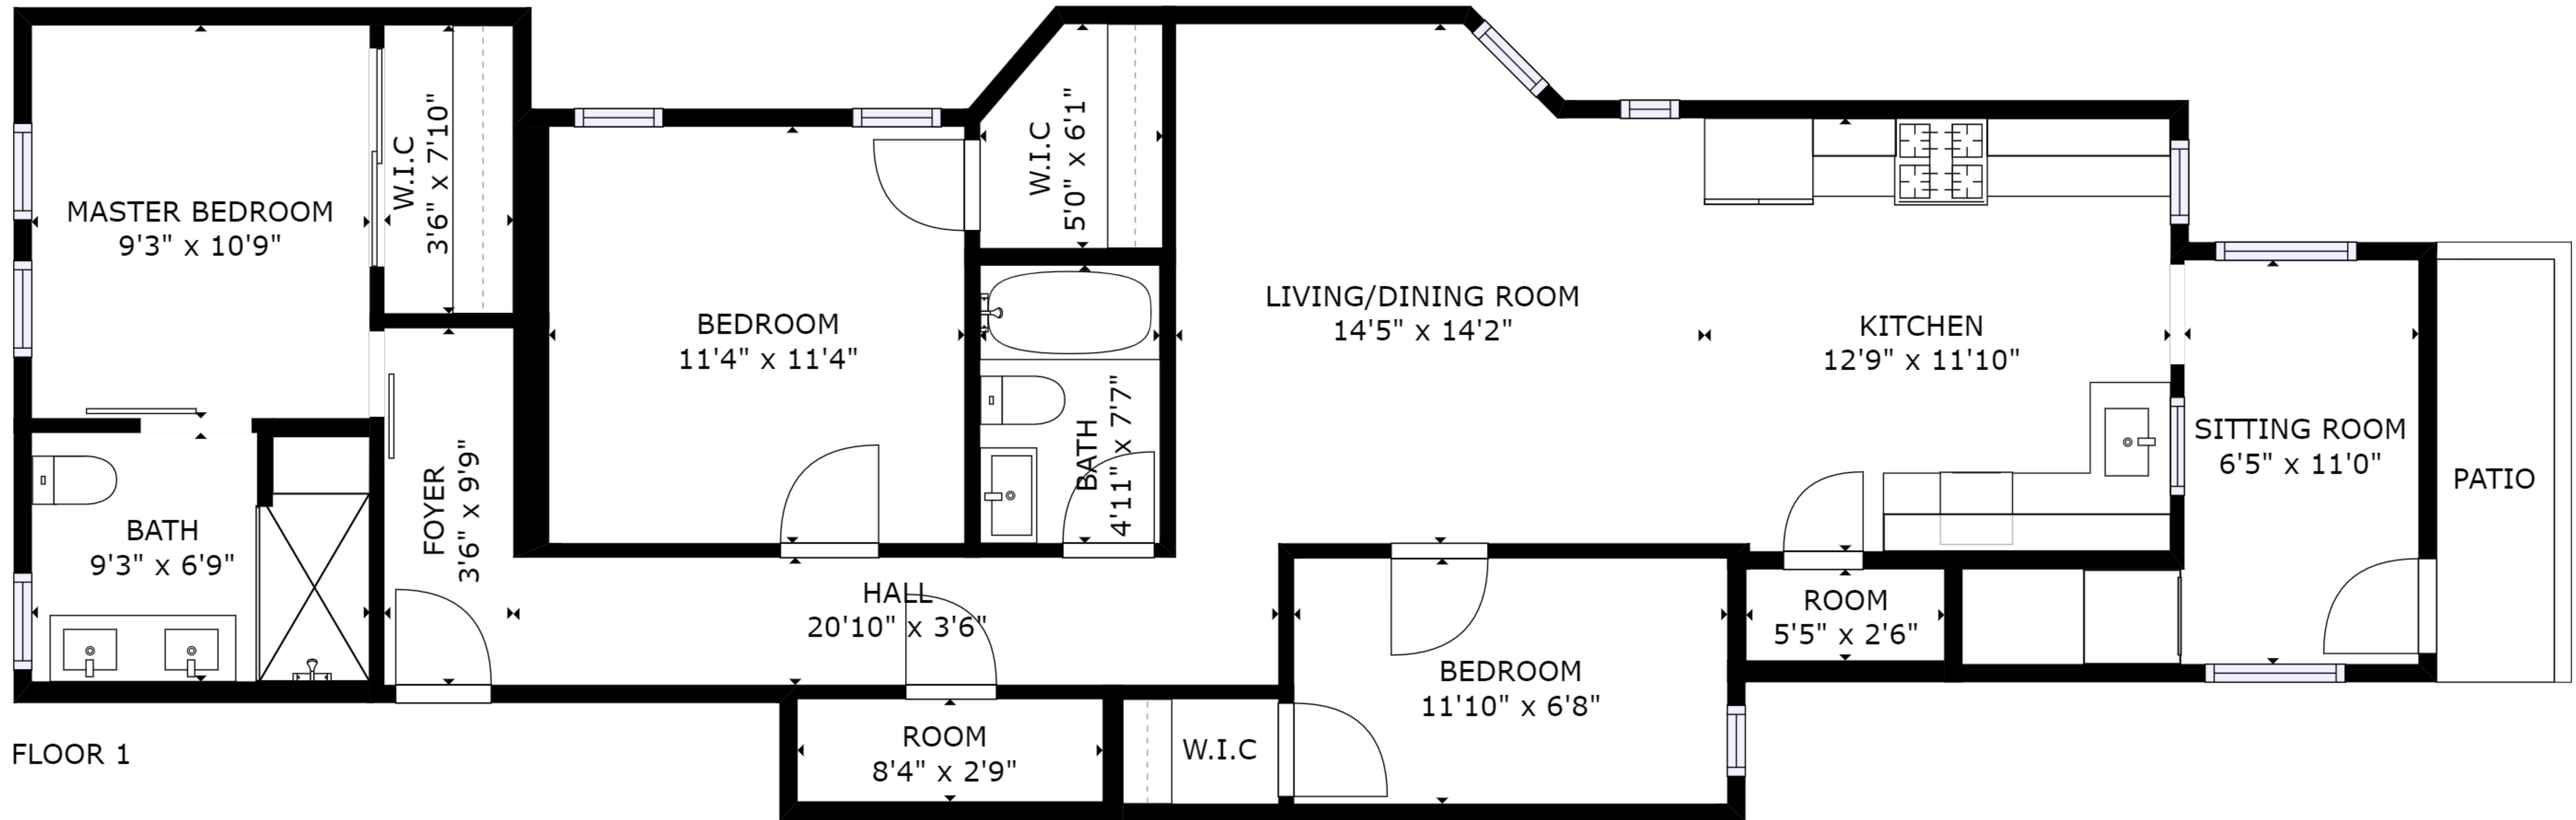 MASTER BEDROOM
9'3" x 10'9"
W.I.C
3'6" x 7'10"
BEDROOM
11'4" x 11'4"
W.I.C
5'0" x 6'1"
LIVING/DINING ROOM
14'5" x 14'2"
KITCHEN
12'9" x 11'10"
SITTING ROOM
6'5" x 11'0"
PATIO
BATH
9'3" x 6'9"
FOYER
3'6" x 9'9"
BATH
4'11" x 7'7"
HALL
20'10" x 3'6"
ROOM
5'5" x 2'6"
BEDROOM
11'10" x 6'8"
ROOM
8'4" x 2'9"
W.I.C
FLOOR 1